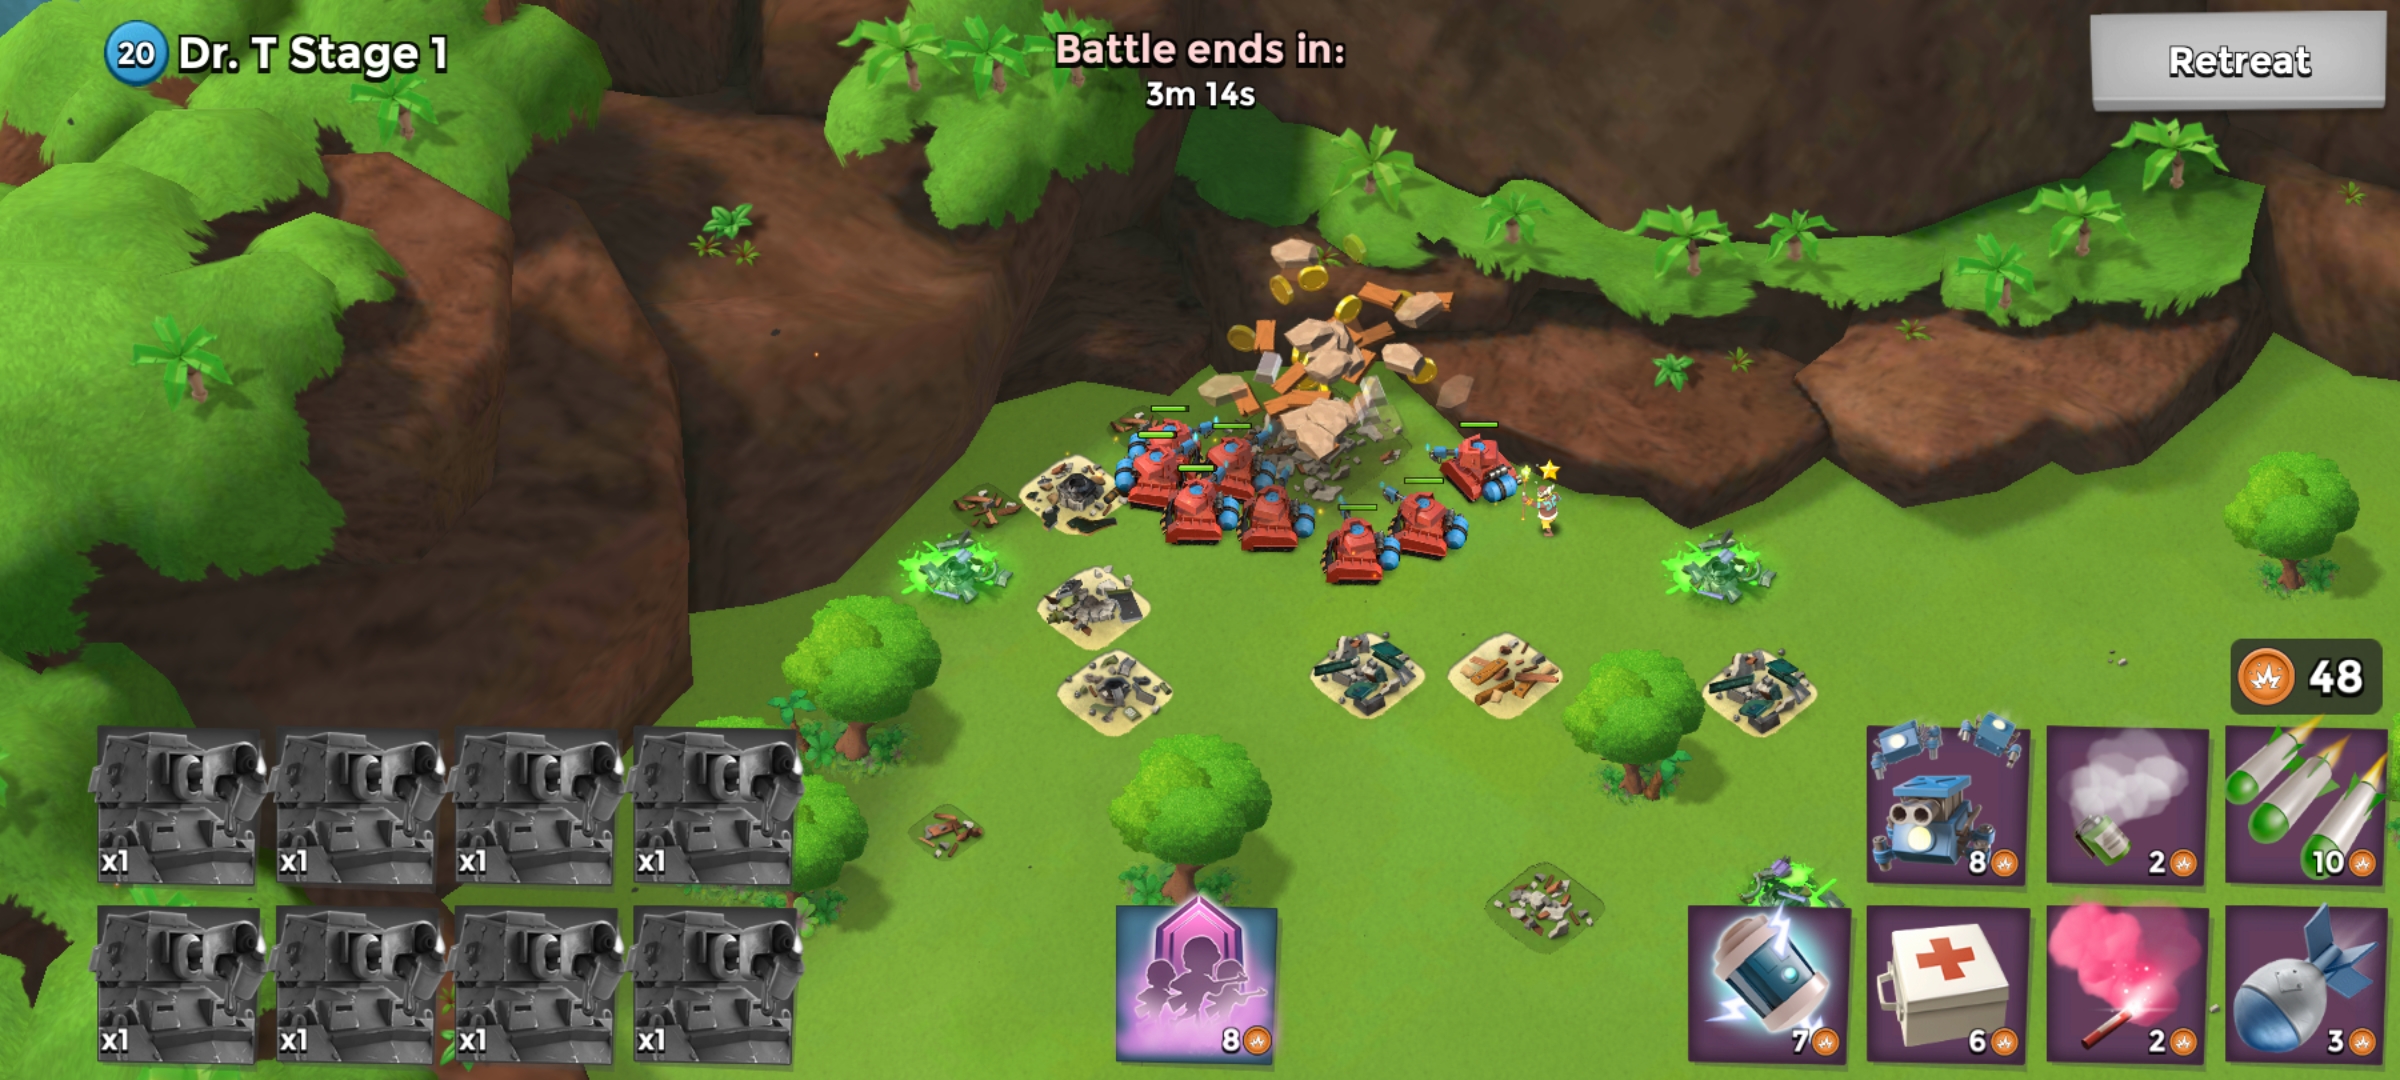 20 Dr. T Stage 1
Battle ends in:
3m 14s
Retreat
48
x1 x1 x1 x1
8 2 10
x1 x1 x1 x1
8
7 6 2 3